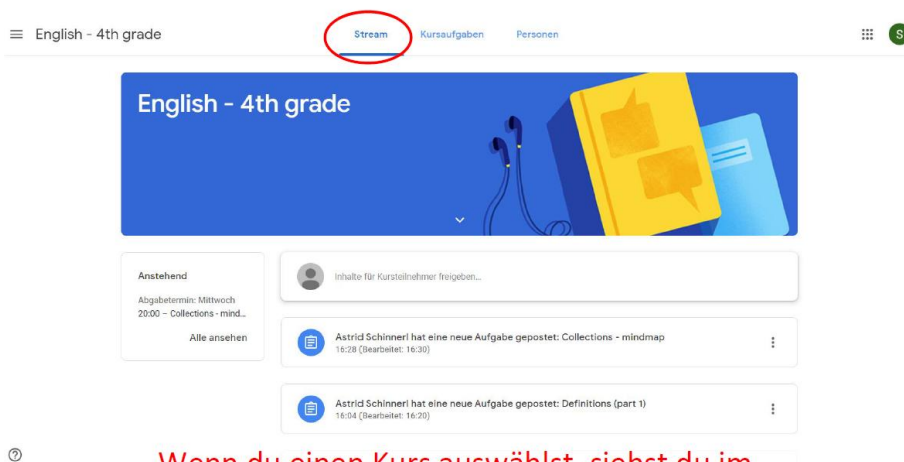 English - 4th grade
Stream
Kursaufgaben
Personen
S
English - 4th grade
Anstehend
Abgabetermin: Mittwoch
20:00 – Collections - mind...
Alle ansehen
Inhalte für Kursteilnehmer freigeben...
Astrid Schinnerl hat eine neue Aufgabe gepostet: Collections - mindmap
16:28 (Bearbeitet: 16:30)
Astrid Schinnerl hat eine neue Aufgabe gepostet: Definitions (part 1)
16:04 (Bearbeitet: 16:20)
Wenn du einen Kurs auswählst, siehst du im